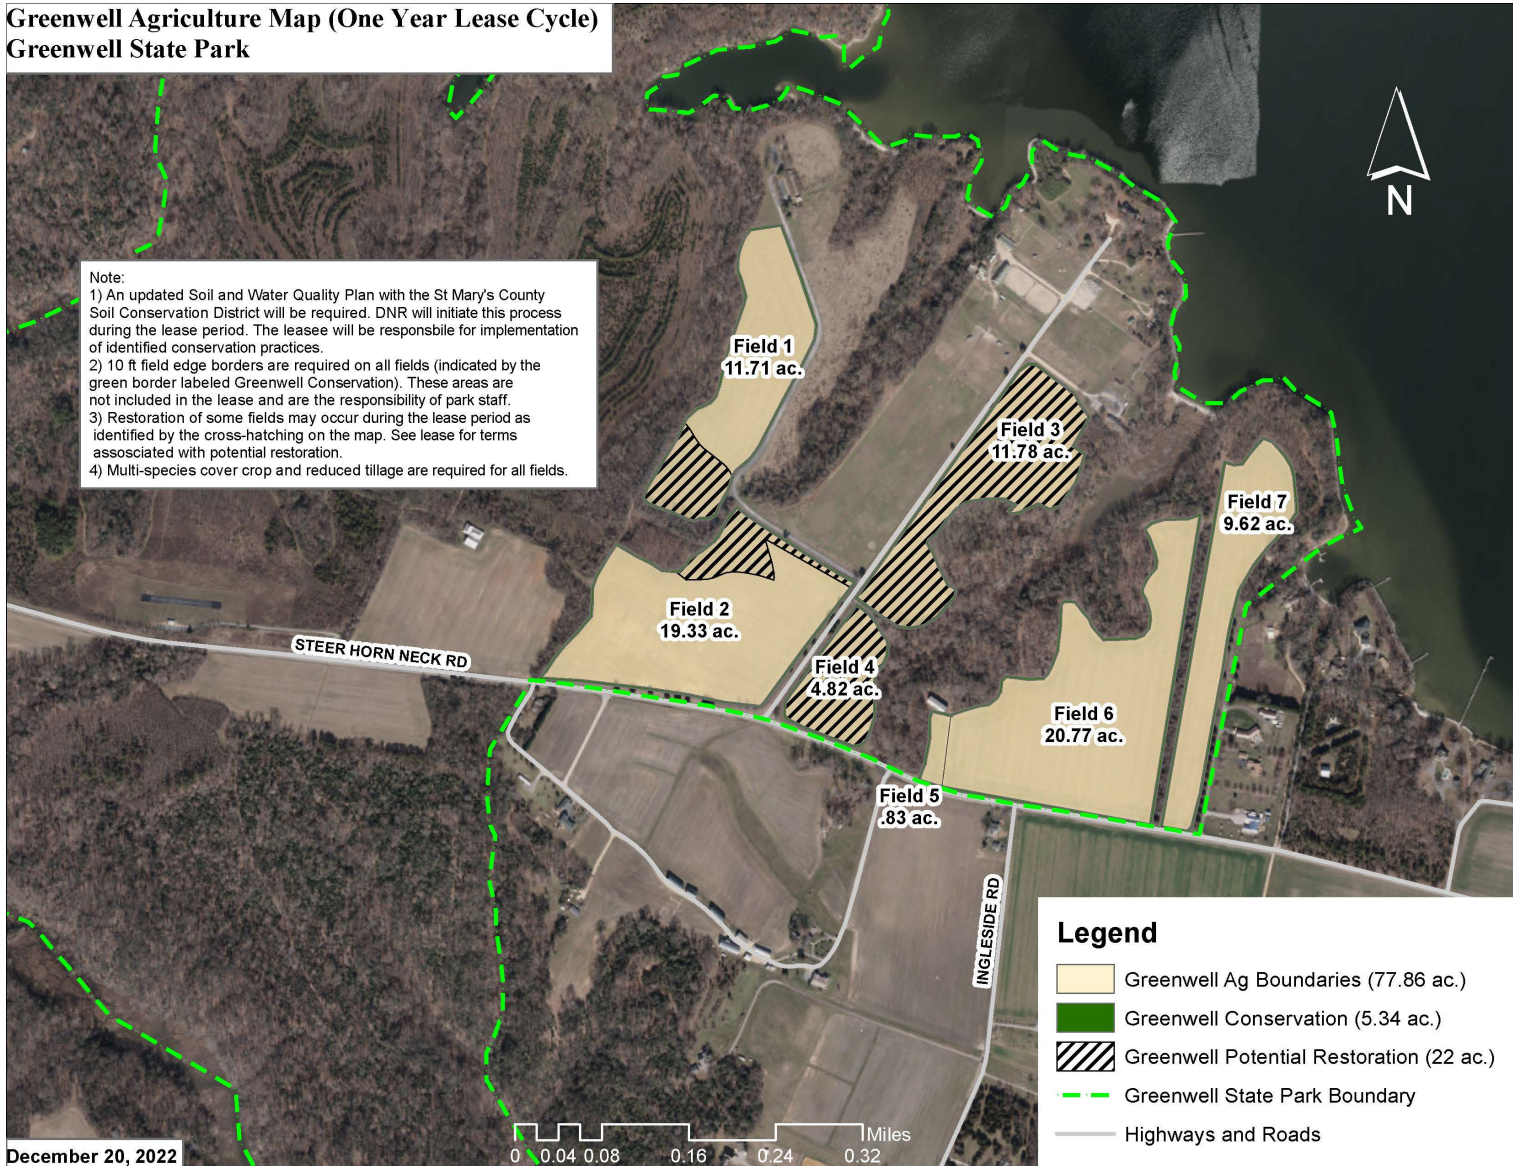 Greenwell Agriculture Map (One Year Lease Cycle)
Greenwell State Park
N
Note:
1) An updated Soil and Water Quality Plan with the St Mary's County
Soil Conservation District will be required. DNR will initiate this process
during the lease period. The leasee will be responsbile for implementation
of identified conservation practices.
2) 10 ft field edge borders are required on all fields (indicated by the
green border labeled Greenwell Conservation). These areas are
not included in the lease and are the responsibility of park staff.
3) Restoration of some fields may occur during the lease period as
identified by the cross-hatching on the map. See lease for terms
assosciated with potential restoration.
4) Multi-species cover crop and reduced tillage are required for all fields.
Field 1
11.71 ac.
Field 3
11.78 ac.
Field 7
9.62 ac.
Field 2
19.33 ac.
STEER HORN NECK RD
Field 4
4.82 ac.
Field 6
20.77 ac.
Field 5
.83 ac.
INGLESIDE RD
Legend
Greenwell Ag Boundaries (77.86 ac.)
Greenwell Conservation (5.34 ac.)
Greenwell Potential Restoration (22 ac.)
Greenwell State Park Boundary
Highways and Roads
Miles
0 0.04 0.08 0.16 0.24 0.32
December 20, 2022